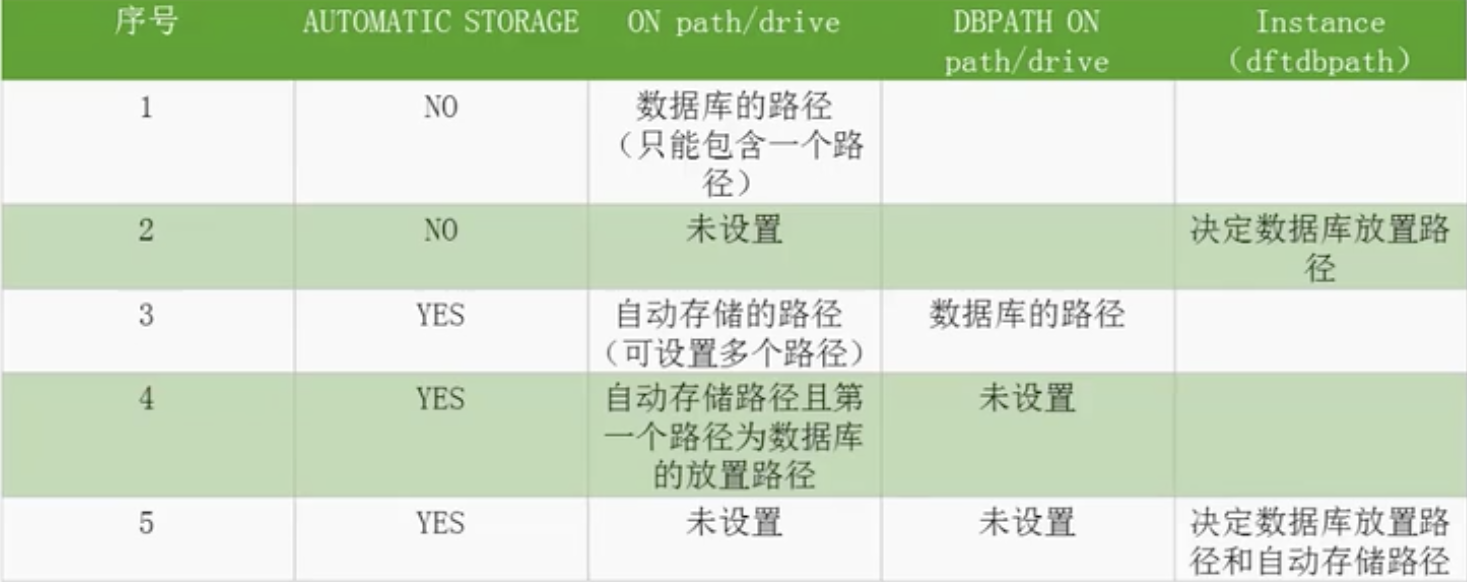 序号 AUTOMATIC STORAGE ON path/drive DBPATH ON Instance
path/drive （dftdbpath）
1 NO 数据库的路径
（只能包含一个路
径）
2 NO 未设置 决定数据库放置路
径
3 YES 自动存储的路径 数据库的路径
（可设置多个路径）
4 YES 自动存储路径且第 未设置
一个路径为数据库
的放置路径
5 YES 未设置 未设置 决定数据库放置路
径和自动存储路径